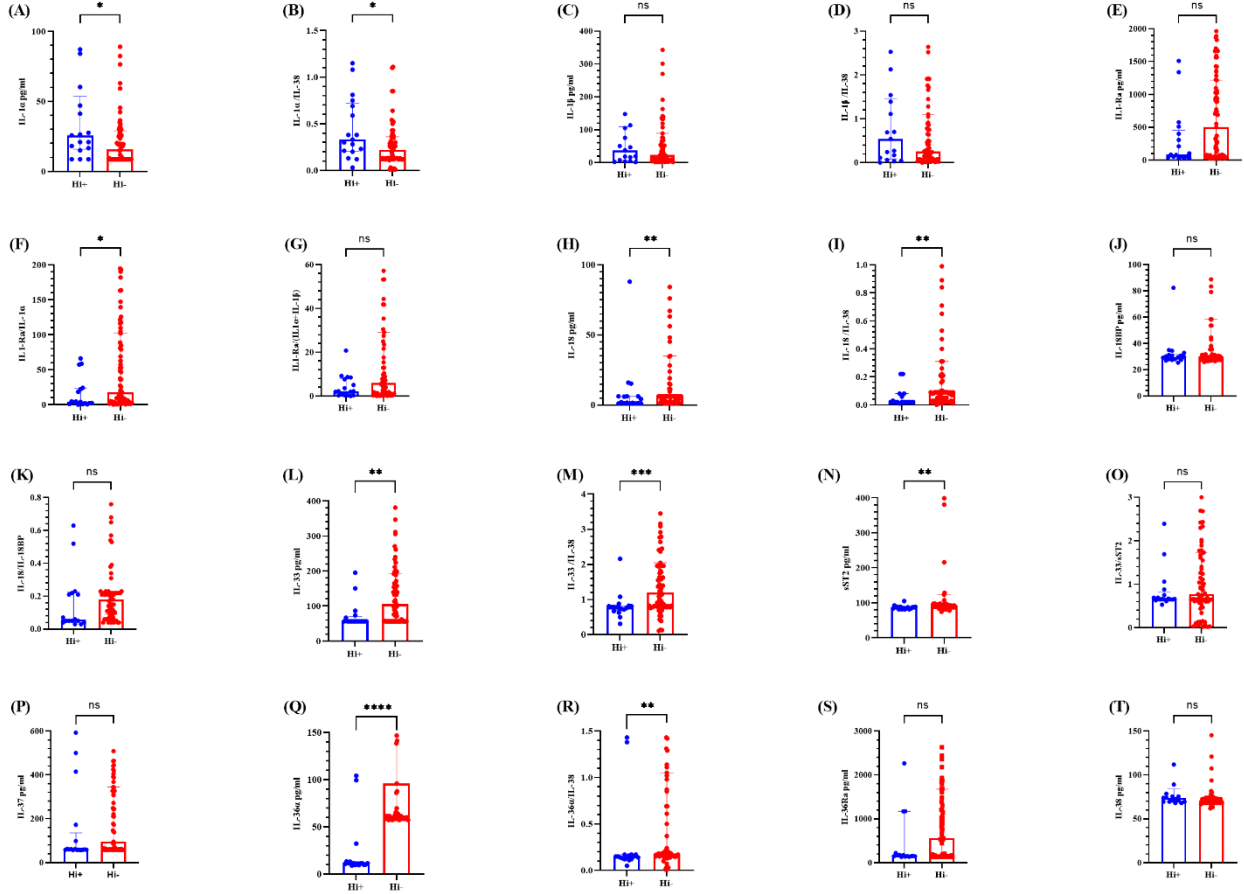 (A)
*
IL-1α pg/ml
100
50
0
Hi+ Hi-
(B)
*
IL-1α /IL-38
1.5
1.0
0.5
0.0
Hi+ Hi-
(C)
ns
IL-1β pg/ml
400
300
200
100
0
Hi+ Hi-
(D)
ns
IL-1β /IL-38
3
2
1
0
Hi+ Hi-
(E)
ns
IL1-Ra pg/ml
2000
1500
1000
500
0
Hi+ Hi-
(F)
*
IL1-Ra/IL-1α
200
150
100
50
0
Hi+ Hi-
(G)
ns
IL1-Ra/(IL1α+IL-1β)
60
40
20
0
Hi+ Hi-
(H)
**
IL-18 pg/ml
100
50
0
Hi+ Hi-
(I)
**
IL-18 /IL-38
1.0
0.8
0.6
0.4
0.2
0.0
Hi+ Hi-
(J)
ns
IL-18BP pg/ml
100
80
60
40
20
0
Hi+ Hi-
(K)
ns
IL-18/IL-18BP
0.8
0.6
0.4
0.2
0.0
Hi+ Hi-
(L)
**
IL-33 pg/ml
400
300
200
100
0
Hi+ Hi-
(M)
***
IL-33 /IL-38
4
3
2
1
0
Hi+ Hi-
(N)
**
sST2 pg/ml
400
300
200
100
0
Hi+ Hi-
(O)
ns
IL-33/sST2
3
2
1
0
Hi+ Hi-
(P)
ns
IL-37 pg/ml
600
400
200
0
Hi+ Hi-
(Q)
****
IL-36α pg/ml
150
100
50
0
Hi+ Hi-
(R)
**
IL-36α/IL-38
1.5
1.0
0.5
0.0
Hi+ Hi-
(S)
ns
IL-36Ra pg/ml
3000
2000
1000
0
Hi+ Hi-
(T)
ns
IL-38 pg/ml
150
100
50
0
Hi+ Hi-